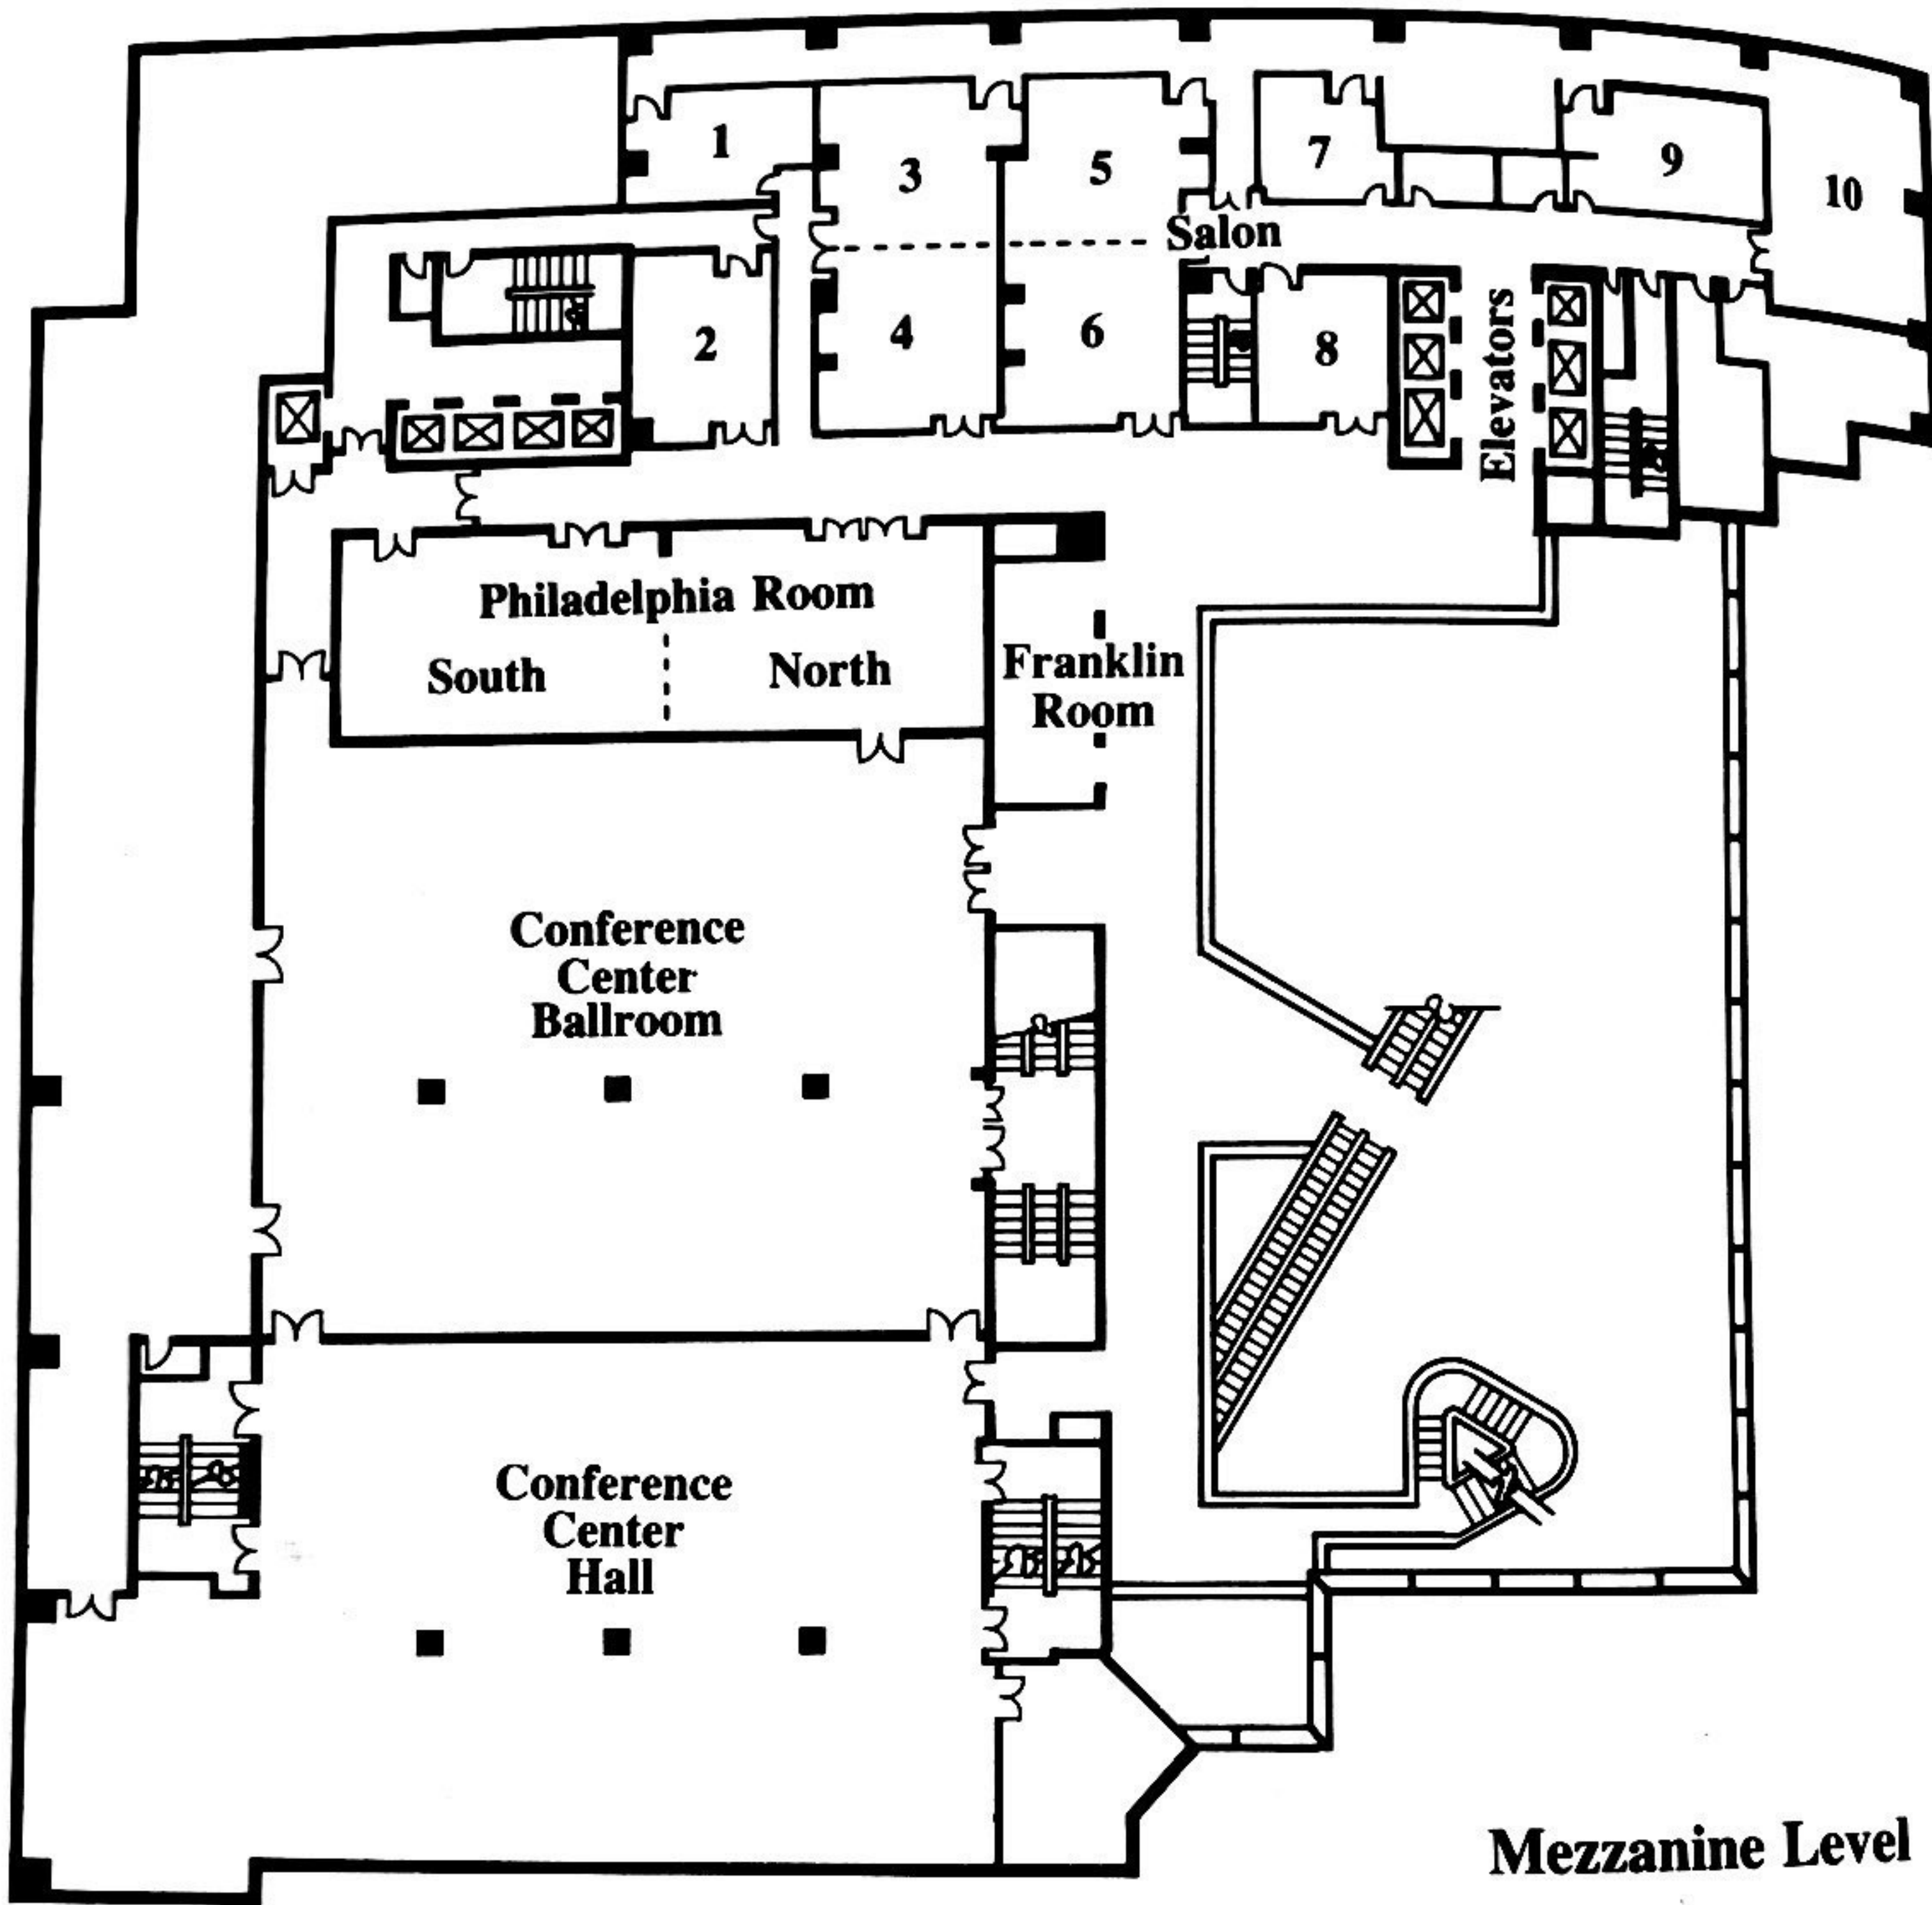 1
3
5
7
9
10
Salon
2
4
6
8
Elevators
Philadelphia Room
South
North
Franklin
Room
Conference
Center
Ballroom
Conference
Center
Hall
Mezzanine Level